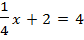 1/4 x + 2 = 4